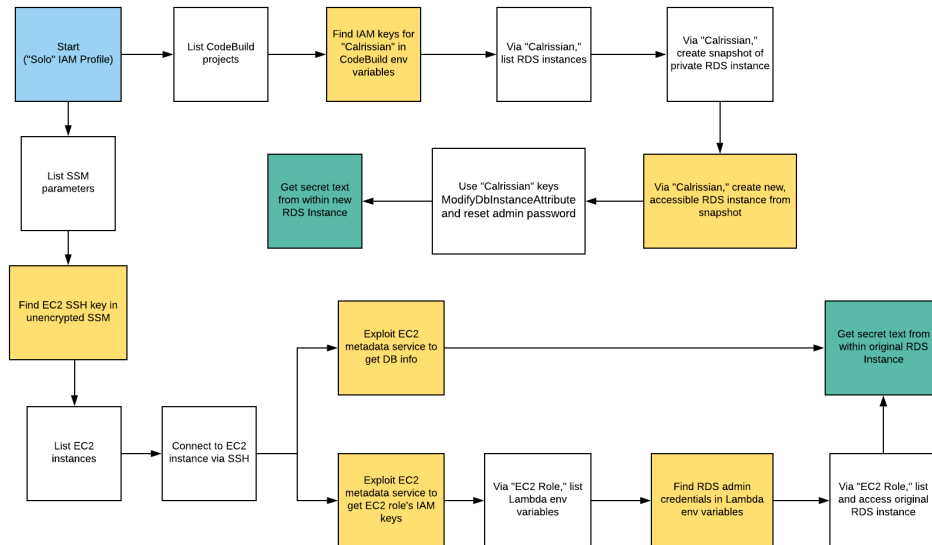 Start
("Solo" IAM Profile)
List CodeBuild
projects
Find IAM keys for
"Calrissian" in
CodeBuild env
variables
Via "Calrissian,"
list RDS instances
Via "Calrissian,"
create snapshot of
private RDS instance
List SSM
parameters
Get secret text
from within new
RDS Instance
Use "Calrissian" keys
ModifyDbInstanceAttribute
and reset admin password
Via "Calrissian," create new,
accessible RDS instance from
snapshot
Find EC2 SSH key in
unencrypted SSM
Exploit EC2
metadata service to
get DB info
Get secret text from
within original RDS
Instance
List EC2
instances
Connect to EC2
instance via SSH
Exploit EC2
metadata service to
get EC2 role's IAM
keys
Via "EC2 Role," list
Lambda env
variables
Find RDS admin
credentials in Lambda
env variables
Via "EC2 Role," list
and access original
RDS instance